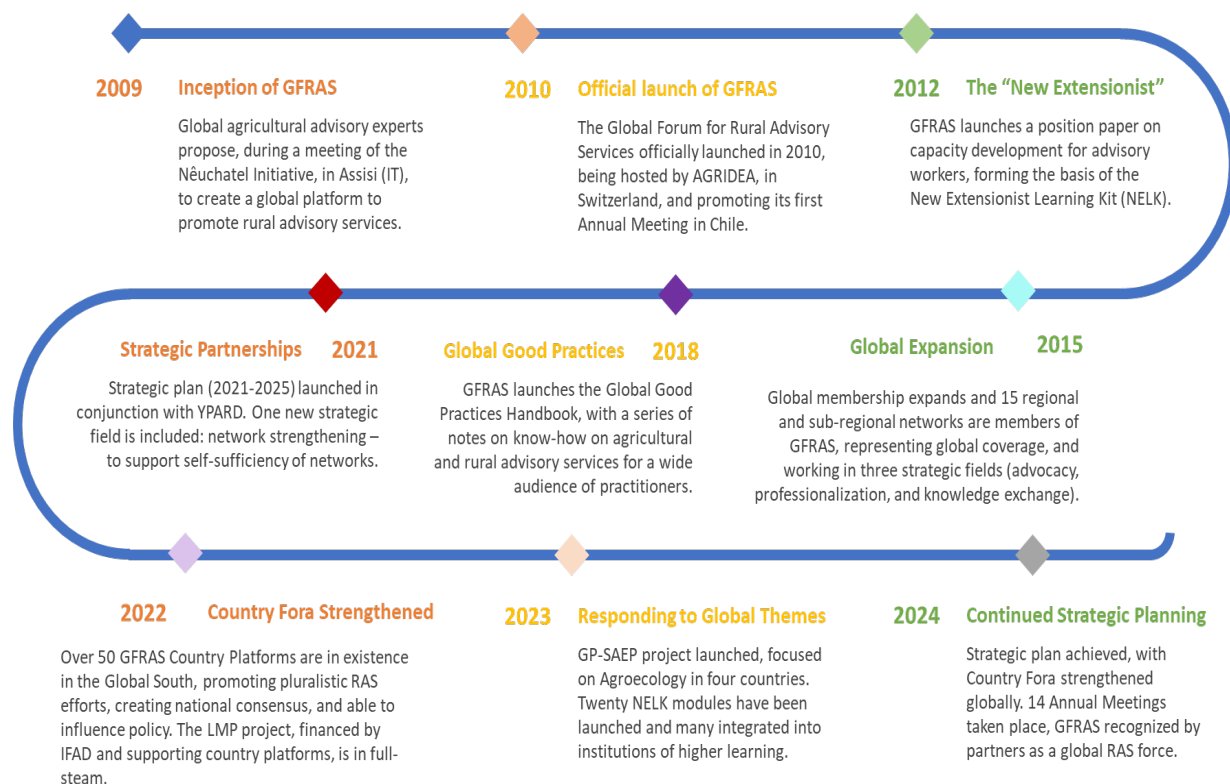 2009 Inception of GFRAS
Global agricultural advisory experts
propose, during a meeting of the
Nêuchatel Initiative, in Assisi (IT),
to create a global platform to
promote rural advisory services.
2010 Official launch of GFRAS
The Global Forum for Rural Advisory
Services officially launched in 2010,
being hosted by AGRIDEA, in
Switzerland, and promoting its first
Annual Meeting in Chile.
2012 The “New Extensionist”
GFRAS launches a position paper on
capacity development for advisory
workers, forming the basis of the
New Extensionist Learning Kit (NELK).
Global Expansion 2015
Global membership expands and 15 regional
and sub-regional networks are members of
GFRAS, representing global coverage, and
working in three strategic fields (advocacy,
professionalization, and knowledge exchange).
Global Good Practices 2018
GFRAS launches the Global Good
Practices Handbook, with a series of
notes on know-how on agricultural
and rural advisory services for a wide
audience of practitioners.
Strategic Partnerships 2021
Strategic plan (2021-2025) launched in
conjunction with YPARD. One new strategic
field is included: network strengthening –
to support self-sufficiency of networks.
2022 Country Fora Strengthened
Over 50 GFRAS Country Platforms are in existence
in the Global South, promoting pluralistic RAS
efforts, creating national consensus, and able to
influence policy. The LMP project, financed by
IFAD and supporting country platforms, is in full-
steam.
2023 Responding to Global Themes
GP-SAEP project launched, focused
on Agroecology in four countries.
Twenty NELK modules have been
launched and many integrated into
institutions of higher learning.
2024 Continued Strategic Planning
Strategic plan achieved, with
Country Fora strengthened
globally. 14 Annual Meetings
taken place, GFRAS recognized by
partners as a global RAS force.